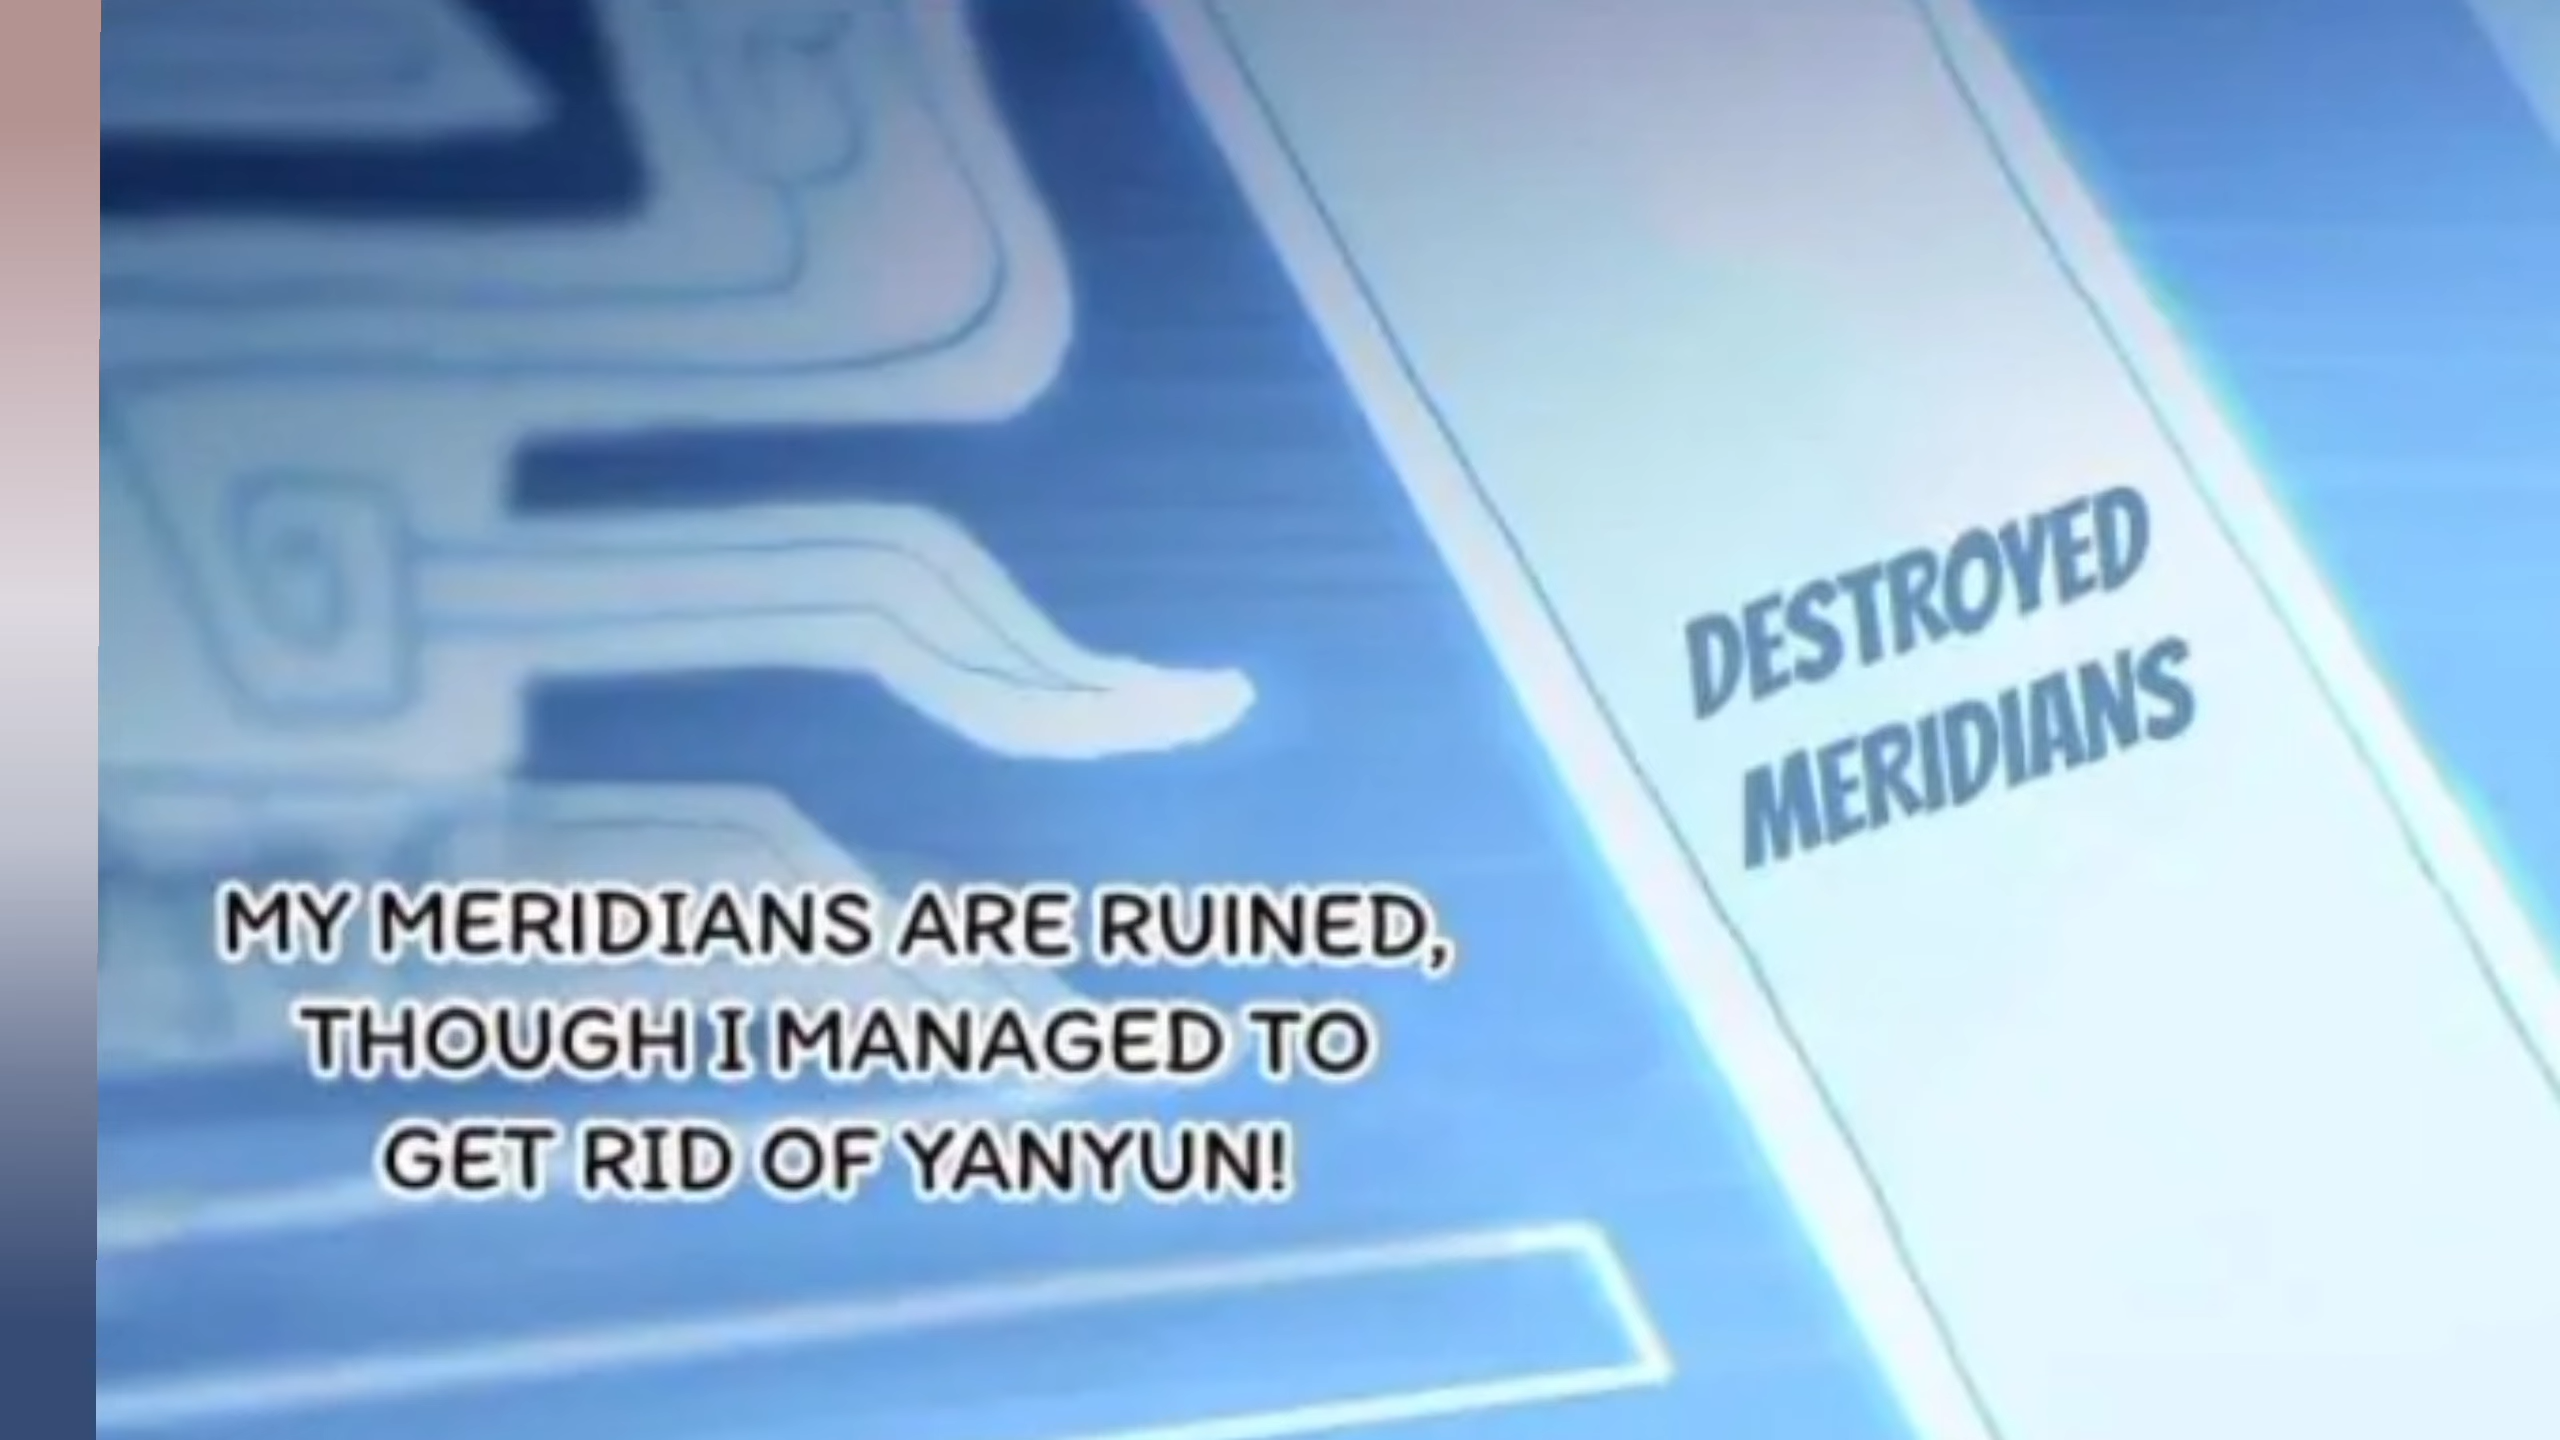 DESTROYED
MERIDIANS
MY MERIDIANS ARE RUINED,
THOUGH I MANAGED TO
GET RID OF YANYUN!